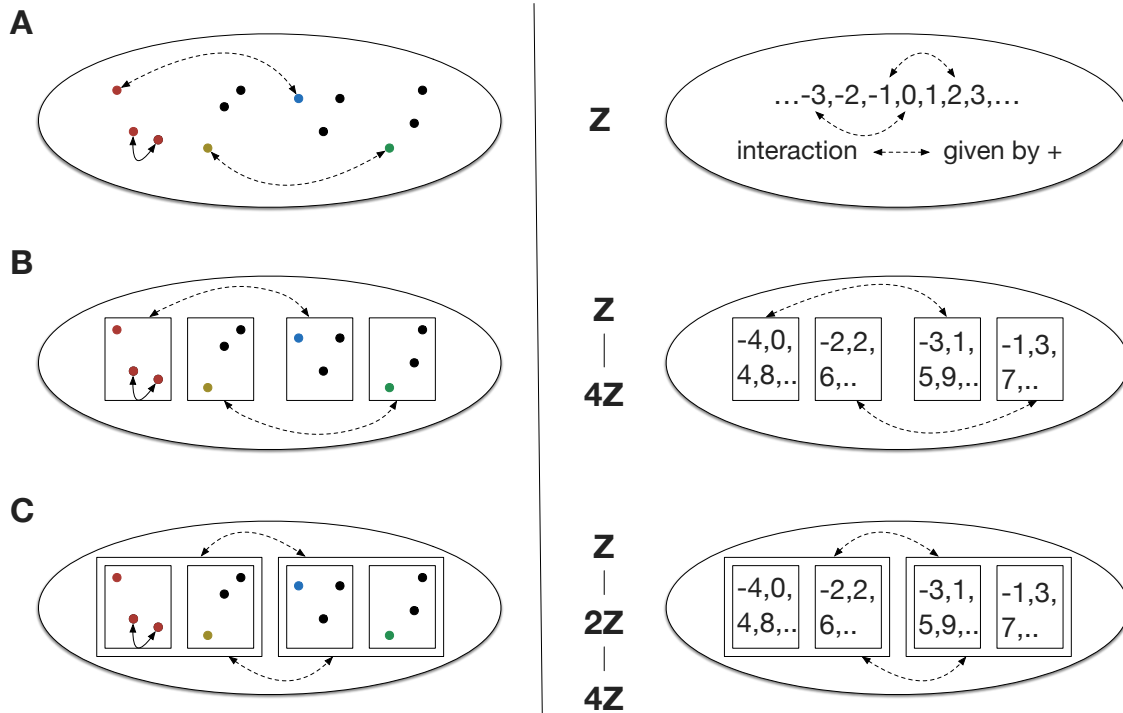 A
Z
…-3,-2,-1,0,1,2,3,…
interaction given by +
B
Z
4Z
-4,0,
4,8,..
-2,2,
6,..
-3,1,
5,9,..
-1,3,
7,..
C
Z
2Z
4Z
-4,0,
4,8,..
-2,2,
6,..
-3,1,
5,9,..
-1,3,
7,..